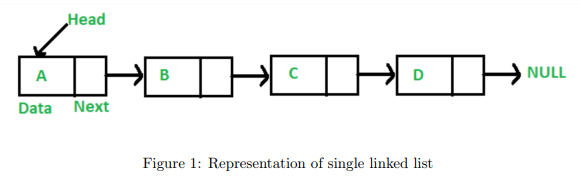 Head
A B C D NULL
Data Next
Figure 1: Representation of single linked list